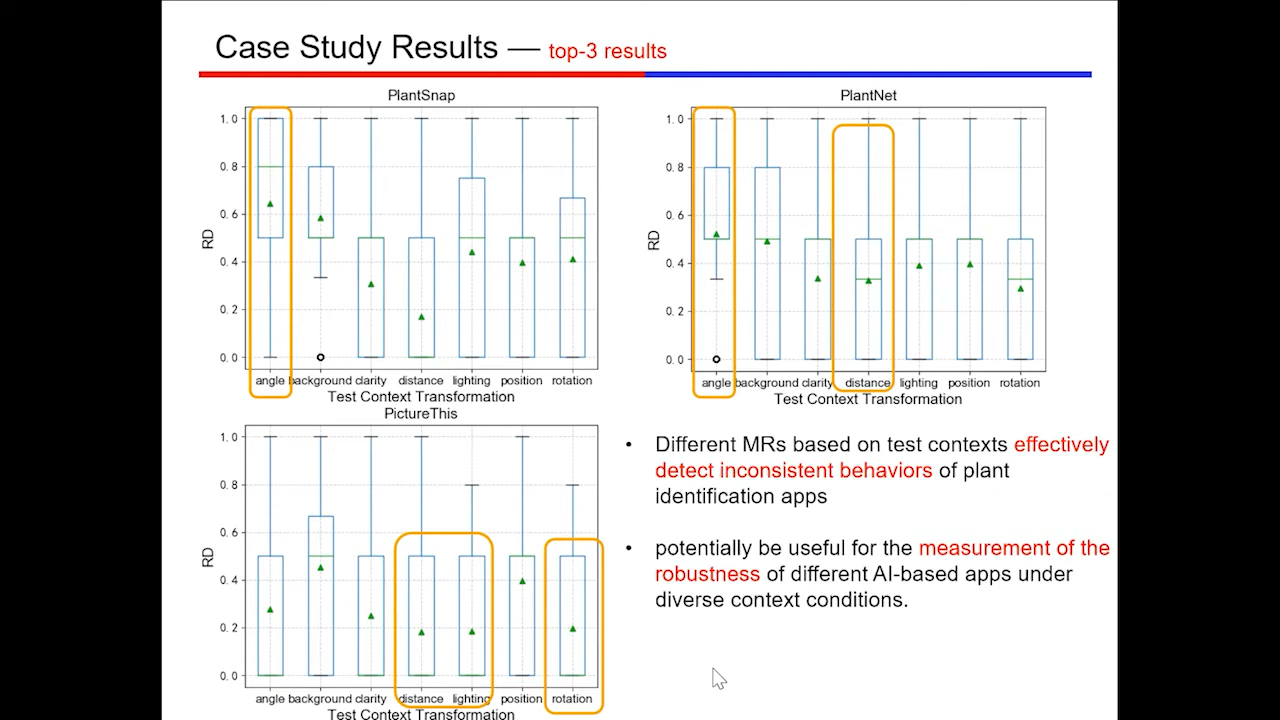 Case Study Results — top-3 results
PlantSnap
1.0
0.8
0.6
0.4
0.2
0.0
RD
angle background clarity distance lighting position rotation
Test Context Transformation
PlantNet
1.0
0.8
0.6
0.4
0.2
0.0
RD
angle background clarity distance lighting position rotation
Test Context Transformation
PictureThis
1.0
0.8
0.6
0.4
0.2
0.0
RD
angle background clarity distance lighting position rotation
Test Context Transformation
• Different MRs based on test contexts effectively
detect inconsistent behaviors of plant
identification apps
• potentially be useful for the measurement of the
robustness of different AI-based apps under
diverse context conditions.